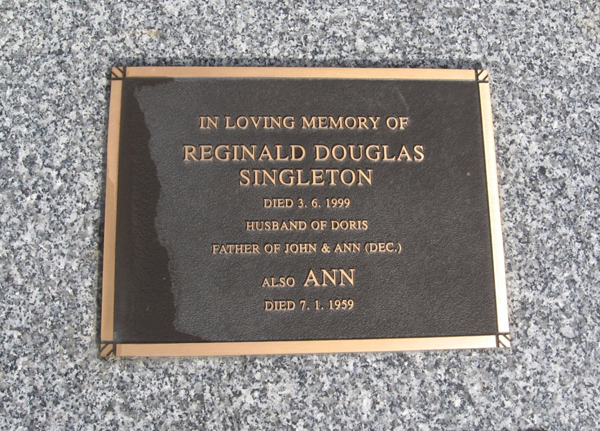 IN LOVING MEMORY OF
REGINALD DOUGLAS
SINGLETON
DIED 3. 6. 1999
HUSBAND OF DORIS
FATHER OF JOHN & ANN (DEC.)
ALSO ANN
DIED 7. 1. 1959